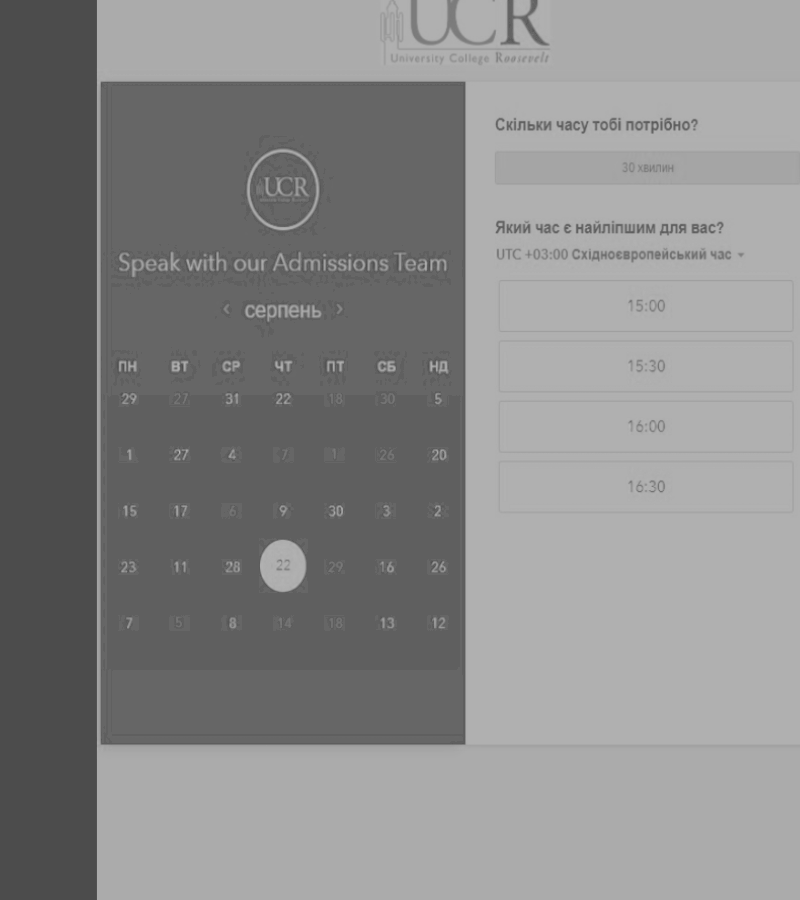 UCR
University College Roosevelt
UCR
Speak with our Admissions Team
‹ серпень ›
ПН ВТ СР ЧТ ПТ СБ НД
29 27 31 22 18 30 5
1 27 4 7 1 26 20
15 17 6 9 30 3 2
23 11 28 22 29 16 26
7 5 8 14 18 13 12
Скільки часу тобі потрібно?
30 хвилин
Який час є найліпшим для вас?
UTC +03:00 Східноєвропейський час
15:00
15:30
16:00
16:30